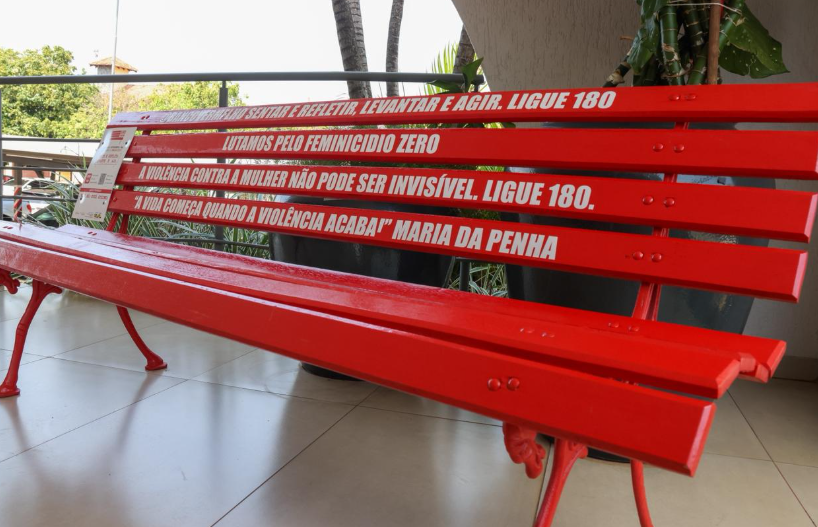 SENTAR E REFLETIR, LEVANTAR E AGIR. LIGUE 180
LUTAMOS PELO FEMINICIDIO ZERO
A VIOLÊNCIA CONTRA A MULHER NÃO PODE SER INVISÍVEL. LIGUE 180.
"A VIDA COMEÇA QUANDO A VIOLÊNCIA ACABA!" MARIA DA PENHA